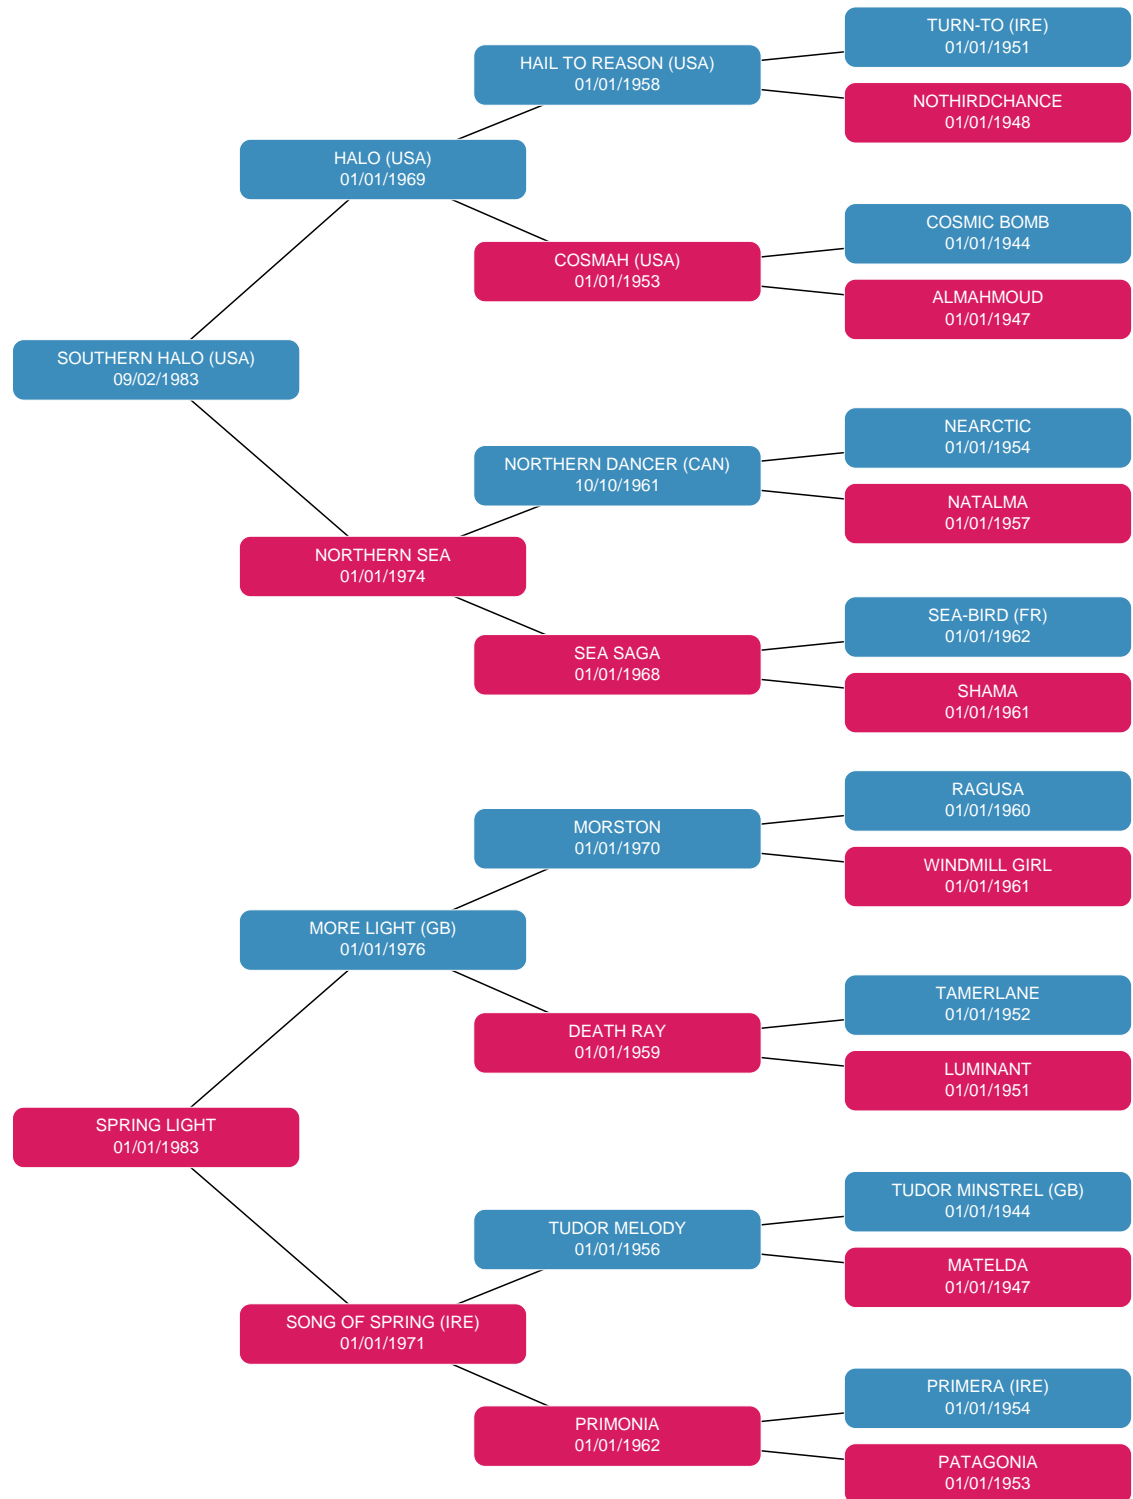 TURN-TO (IRE)
01/01/1951
HAIL TO REASON (USA)
01/01/1958
NOTHIRDCHANCE
01/01/1948
HALO (USA)
01/01/1969
COSMIC BOMB
01/01/1944
COSMAH (USA)
01/01/1953
ALMAHMOUD
01/01/1947
SOUTHERN HALO (USA)
09/02/1983
NEARCTIC
01/01/1954
NORTHERN DANCER (CAN)
10/10/1961
NATALMA
01/01/1957
NORTHERN SEA
01/01/1974
SEA-BIRD (FR)
01/01/1962
SEA SAGA
01/01/1968
SHAMA
01/01/1961
RAGUSA
01/01/1960
MORSTON
01/01/1970
WINDMILL GIRL
01/01/1961
MORE LIGHT (GB)
01/01/1976
TAMERLANE
01/01/1952
DEATH RAY
01/01/1959
LUMINANT
01/01/1951
SPRING LIGHT
01/01/1983
TUDOR MINSTREL (GB)
01/01/1944
TUDOR MELODY
01/01/1956
MATELDA
01/01/1947
SONG OF SPRING (IRE)
01/01/1971
PRIMERA (IRE)
01/01/1954
PRIMONIA
01/01/1962
PATAGONIA
01/01/1953